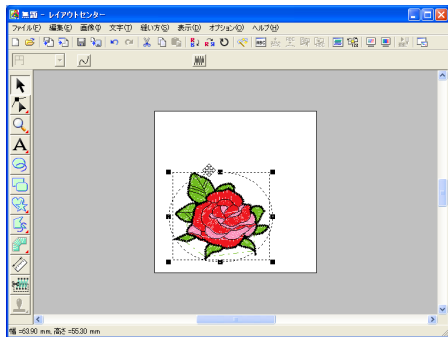 無題 - レイアウトセンター
ファイル(F) 編集(E) 画像(I) 文字(T) 縫い方(S) 表示(D) オプション(O) ヘルプ(H)
A
幅 =63.90 mm, 高さ =55.30 mm